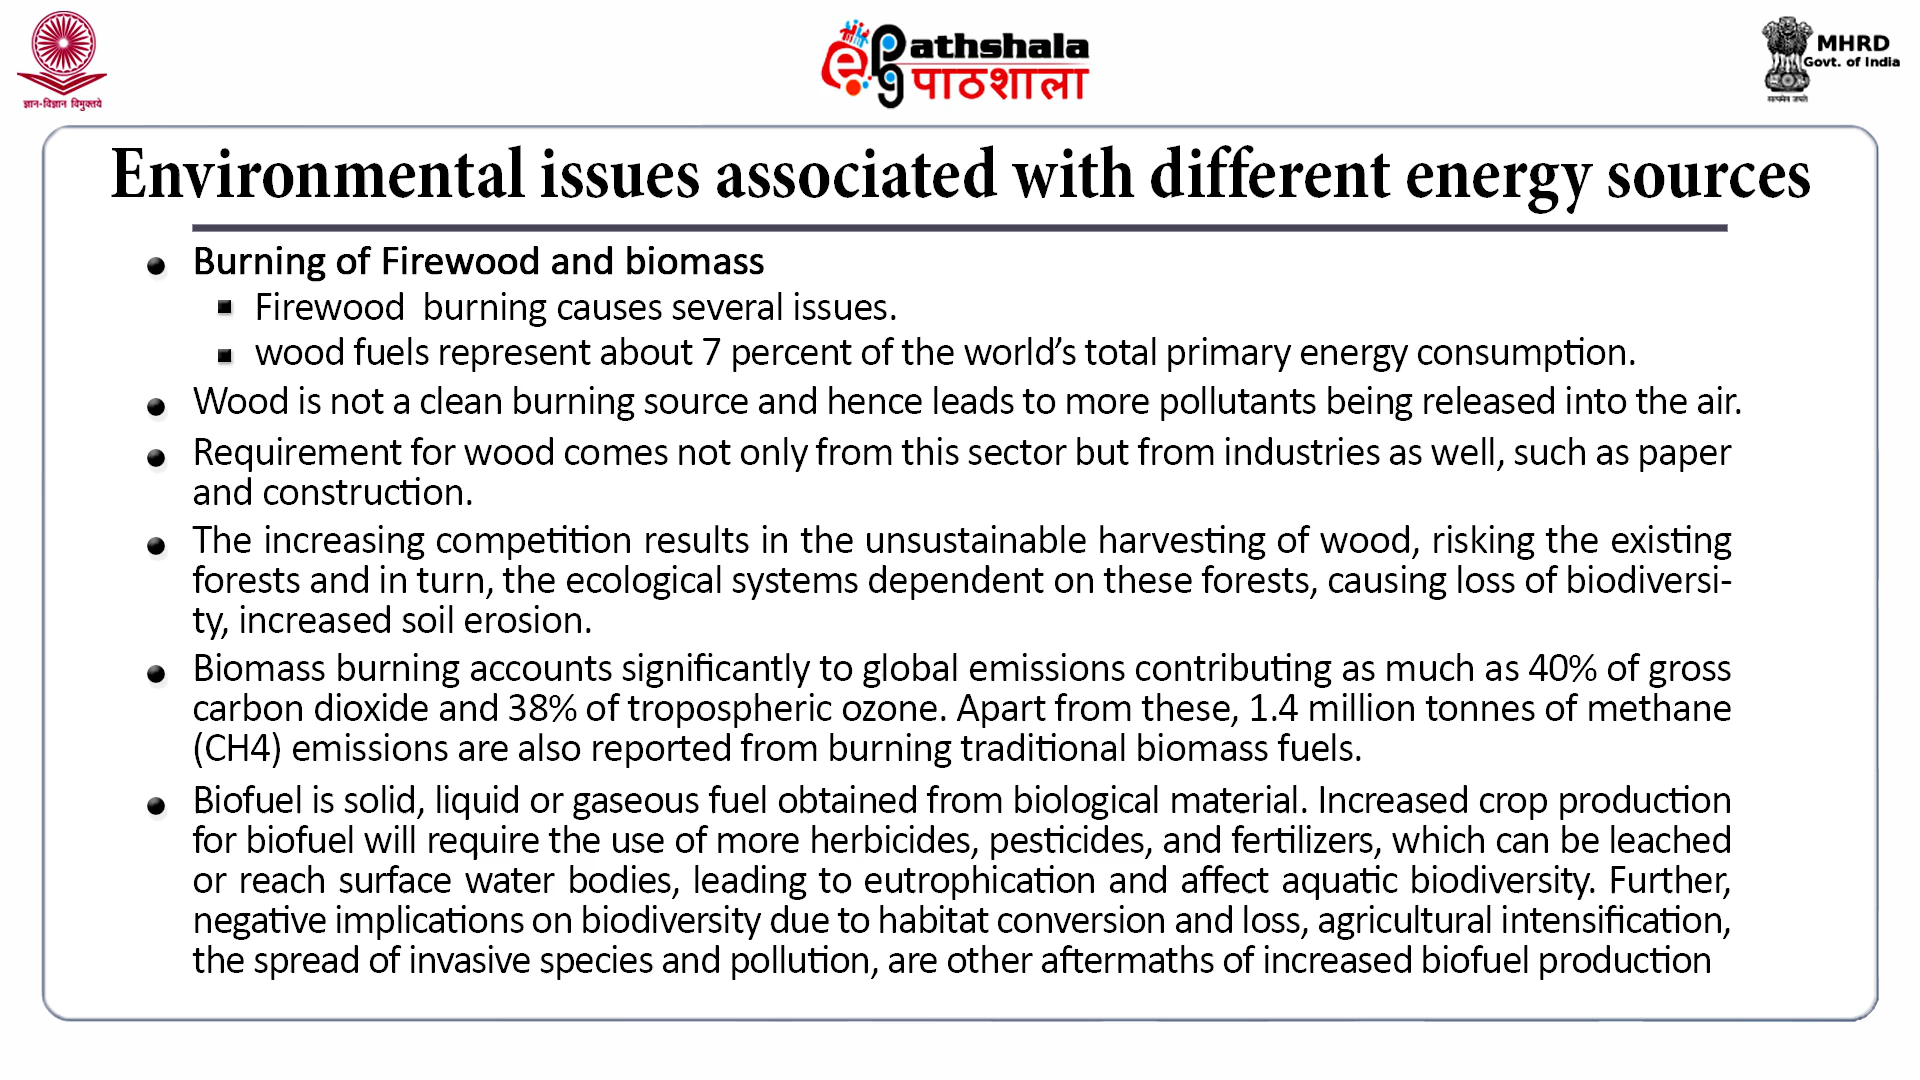 ज्ञान-विज्ञान विमुक्तये
ePG Pathshala
पाठशाला
MHRD
Govt. of India
सत्यमेव जयते
Environmental issues associated with different energy sources
Burning of Firewood and biomass
Firewood burning causes several issues.
wood fuels represent about 7 percent of the world’s total primary energy consumption.
Wood is not a clean burning source and hence leads to more pollutants being released into the air.
Requirement for wood comes not only from this sector but from industries as well, such as paper
and construction.
The increasing competition results in the unsustainable harvesting of wood, risking the existing
forests and in turn, the ecological systems dependent on these forests, causing loss of biodiversi-
ty, increased soil erosion.
Biomass burning accounts significantly to global emissions contributing as much as 40% of gross
carbon dioxide and 38% of tropospheric ozone. Apart from these, 1.4 million tonnes of methane
(CH4) emissions are also reported from burning traditional biomass fuels.
Biofuel is solid, liquid or gaseous fuel obtained from biological material. Increased crop production
for biofuel will require the use of more herbicides, pesticides, and fertilizers, which can be leached
or reach surface water bodies, leading to eutrophication and affect aquatic biodiversity. Further,
negative implications on biodiversity due to habitat conversion and loss, agricultural intensification,
the spread of invasive species and pollution, are other aftermaths of increased biofuel production